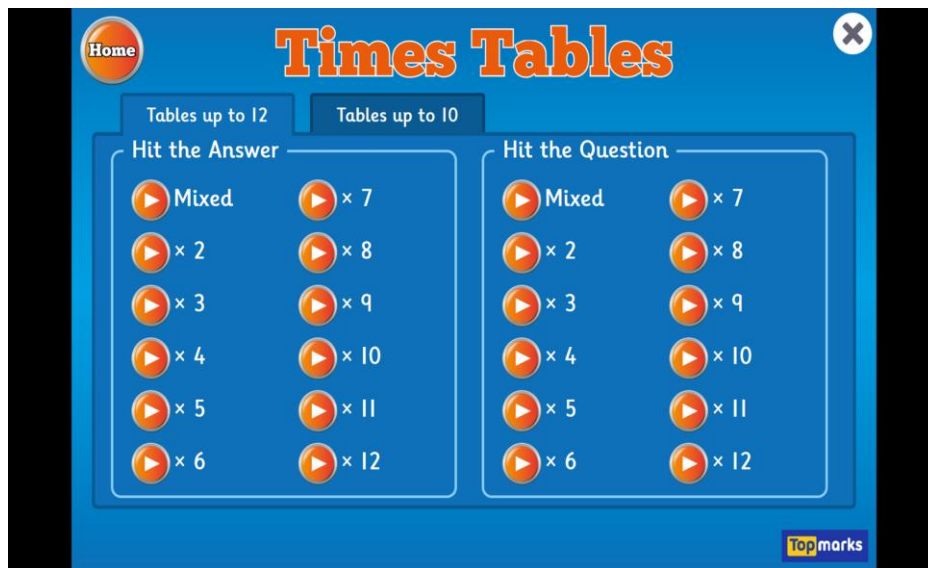 Home
Times Tables
Tables up to 12
Tables up to 10
Hit the Answer
Mixed
× 7
× 2
× 8
× 3
× 9
× 4
× 10
× 5
× 11
× 6
× 12
Hit the Question
Mixed
× 7
× 2
× 8
× 3
× 9
× 4
× 10
× 5
× 11
× 6
× 12
Topmarks